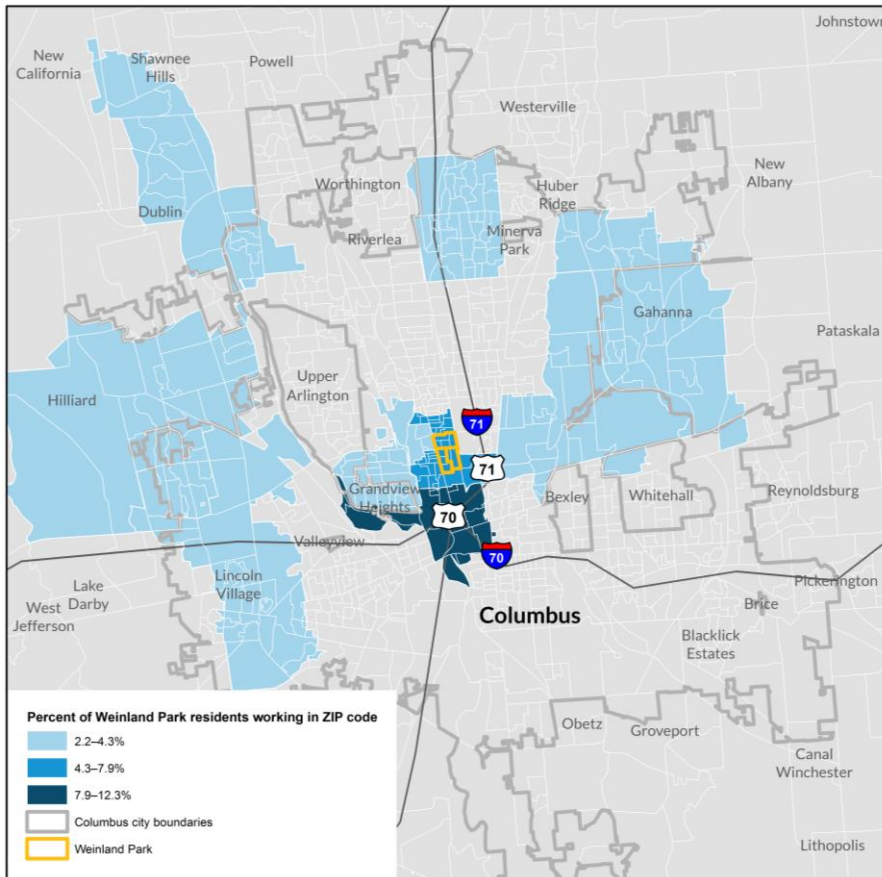 Johnstown
New
California
Shawnee
Hills
Powell
Westerville
New
Albany
Worthington
Huber
Ridge
Dublin
Riverlea
Minerva
Park
Gahanna
Pataskala
Upper
Arlington
Hilliard
71
71
Grandview
Heights
Bexley
Whitehall
Reynoldsburg
70
Valleyview
70
Lincoln
Village
Lake
Darby
West
Jefferson
Pickerington
Brice
Columbus
Blacklick
Estates
Obetz
Groveport
Canal
Winchester
Lithopolis
Percent of Weinland Park residents working in ZIP code
2.2–4.3%
4.3–7.9%
7.9–12.3%
Columbus city boundaries
Weinland Park